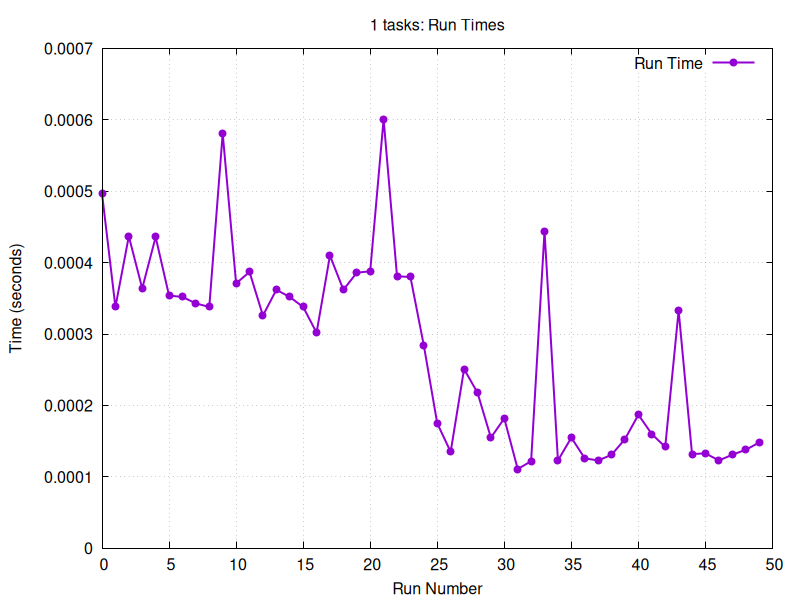 1 tasks: Run Times
Run Time
0.0007
0.0006
0.0005
0.0004
0.0003
0.0002
0.0001
0
Time (seconds)
0 5 10 15 20 25 30 35 40 45 50
Run Number